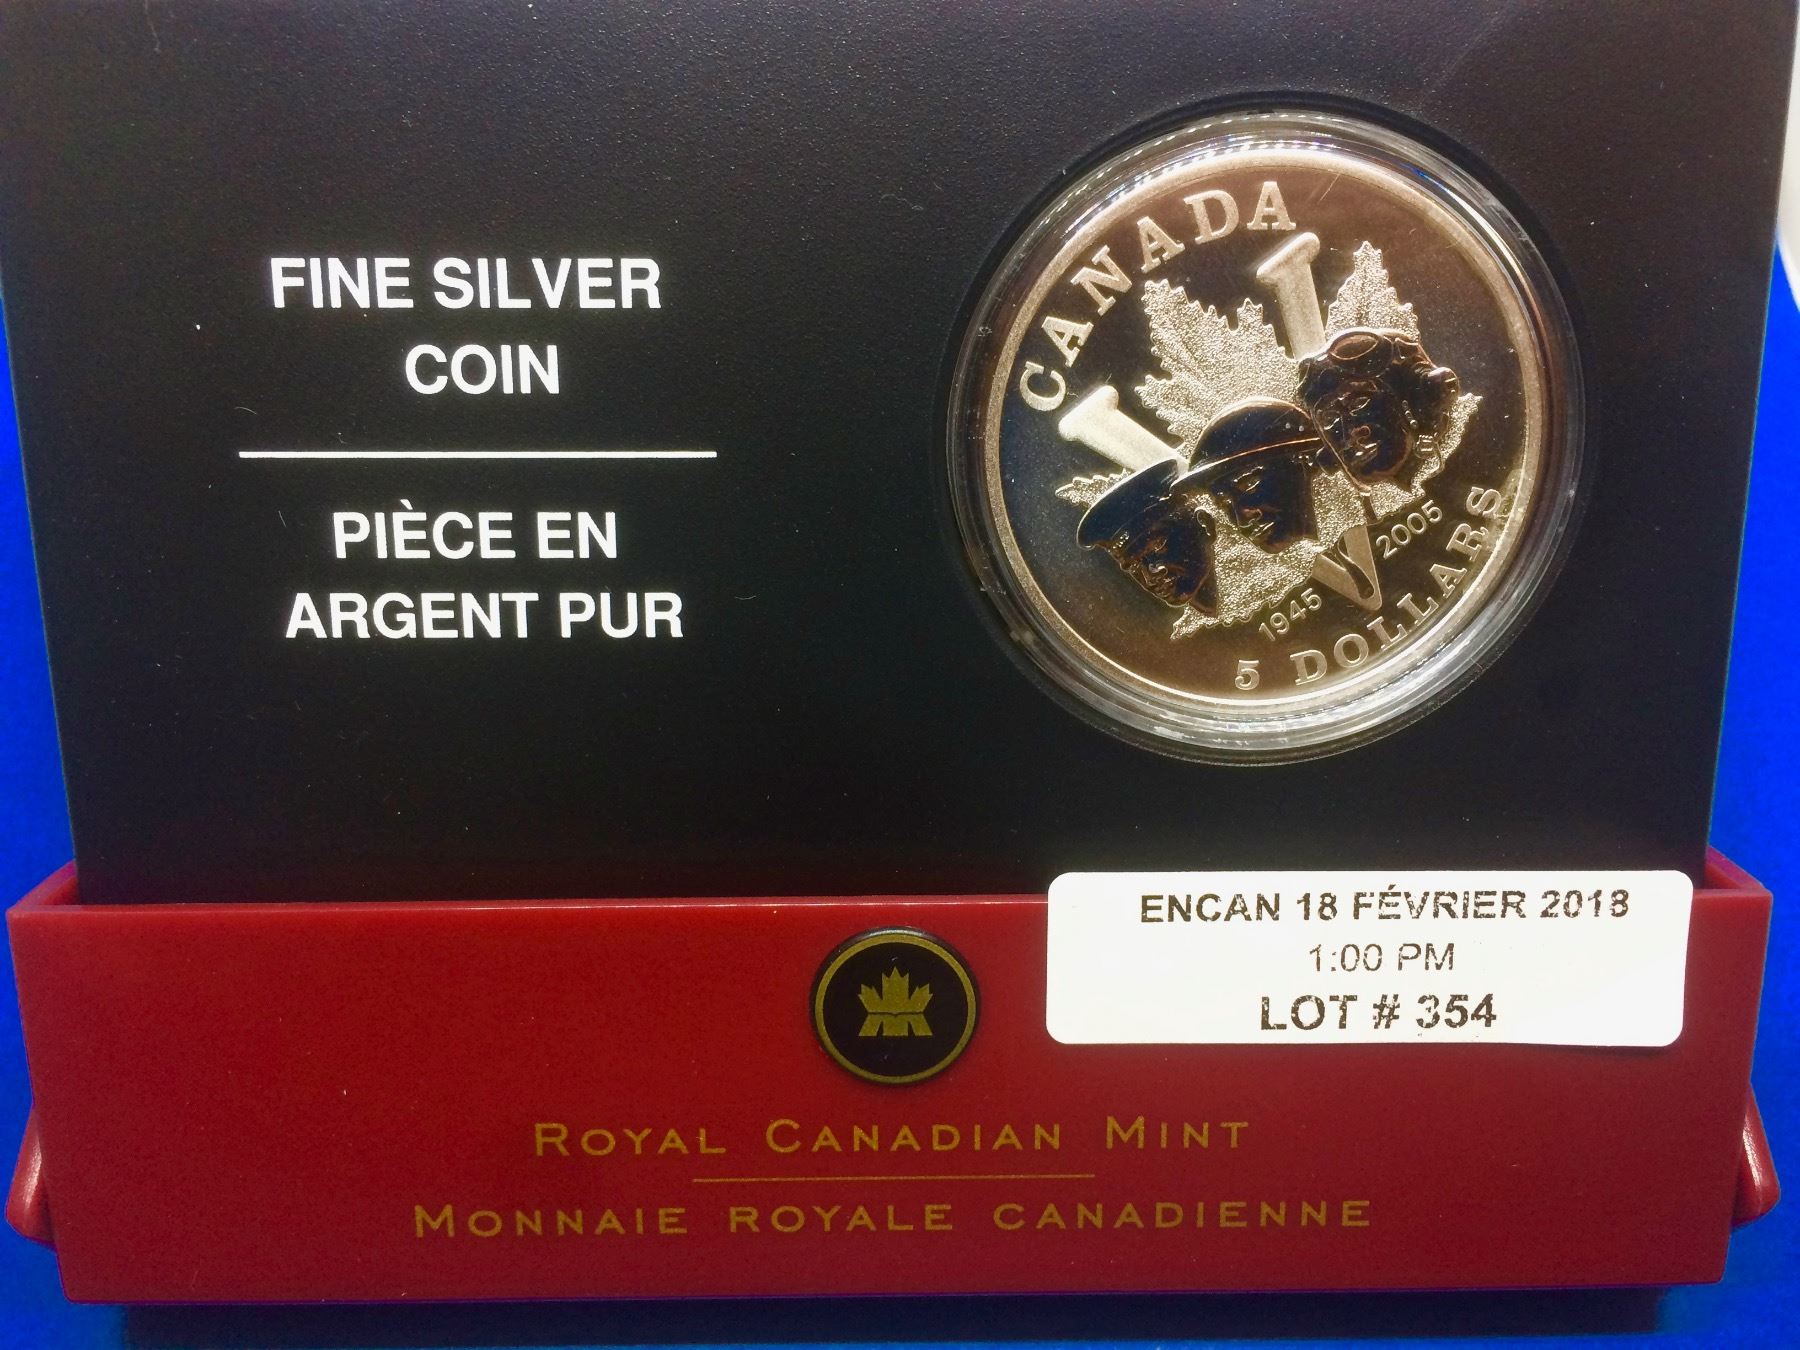 FINE SILVER
COIN
PIÈCE EN
ARGENT PUR
CANADA
1945
2005
5 DOLLARS
ENCAN 18 FÉVRIER 2018
1:00 PM
LOT # 354
ROYAL CANADIAN MINT
MONNAIE ROYALE CANADIENNE